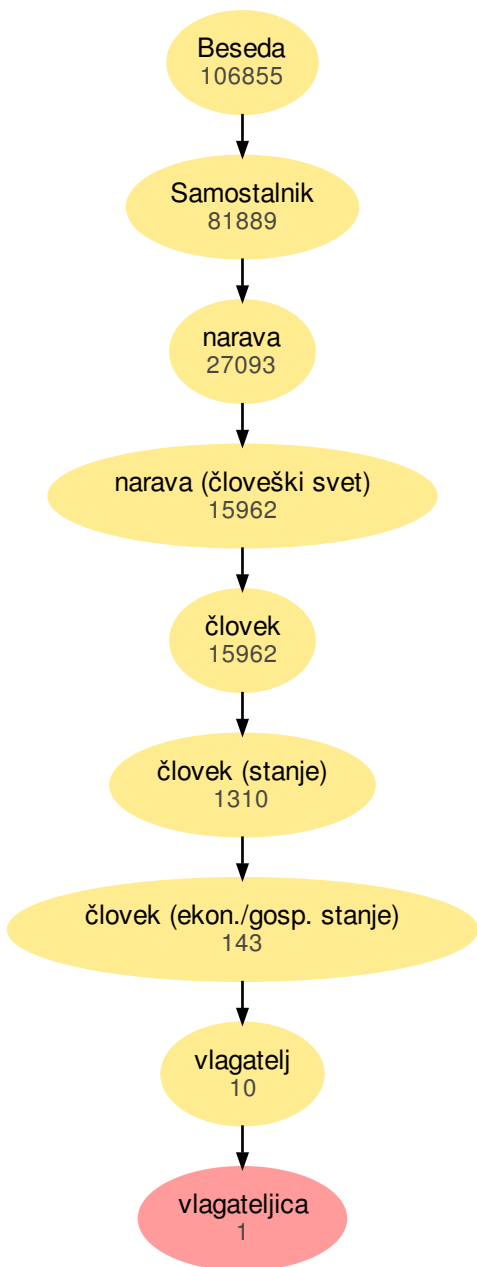 Beseda
106855
Samostalnik
81889
narava
27093
narava (človeški svet)
15962
človek
15962
človek (stanje)
1310
človek (ekon./gosp. stanje)
143
vlagatelj
10
vlagateljica
1